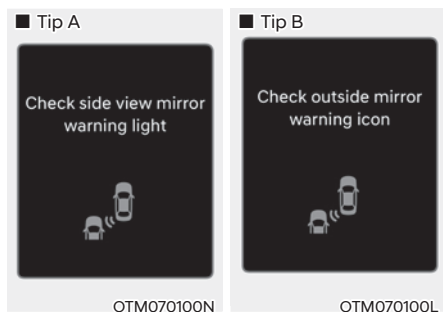 ■ Tip A
Check side view mirror
warning light
OTM070100N
■ Tip B
Check outside mirror
warning icon
OTM070100L